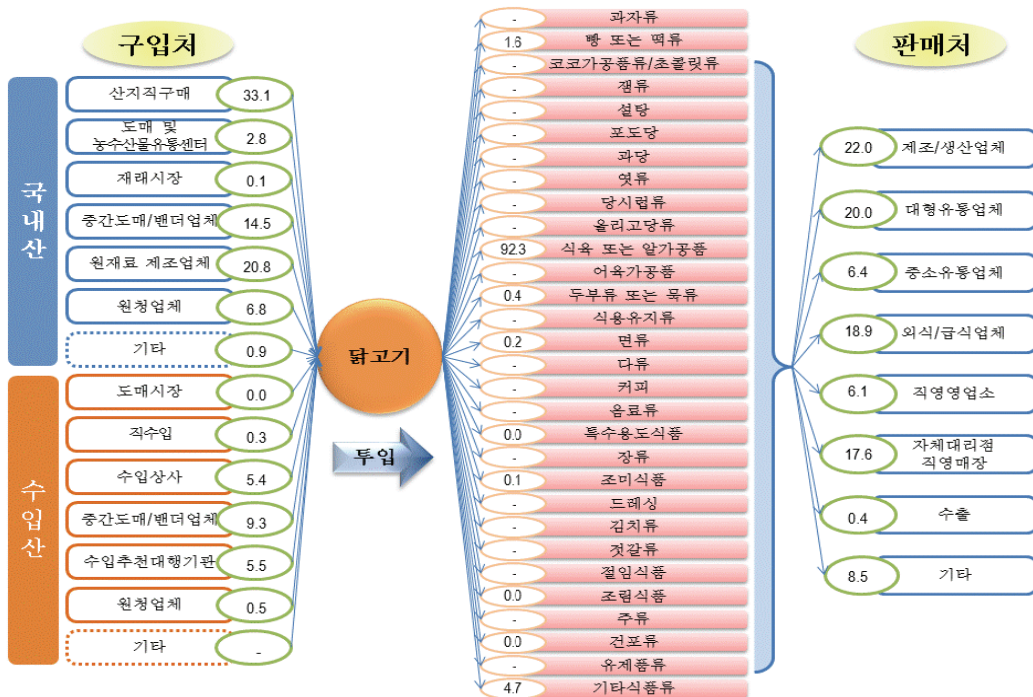 구입처
국내산
산지직구매 33.1
도매 및
농수산물유통센터 2.8
재래시장 0.1
중간도매/밴더업체 14.5
원재료 제조업체 20.8
원청업체 6.8
기타 0.9
수입산
도매시장 0.0
직수입 0.3
수입상사 5.4
중간도매/밴더업체 9.3
수입추천대행기관 5.5
원청업체 0.5
기타 -
닭고기
투입
- 과자류
1.6 빵 또는 떡류
- 코코가공품류/초콜릿류
- 잼류
- 설탕
- 포도당
- 과당
- 엿류
- 당시럽류
- 올리고당류
92.3 식육 또는 알가공품
- 어육가공품
0.4 두부류 또는 묵류
- 식용유지류
0.2 면류
- 다류
- 커피
- 음료류
0.0 특수용도식품
- 장류
0.1 조미식품
- 드레싱
- 김치류
- 젓갈류
- 절임식품
0.0 조림식품
- 주류
0.0 건포류
- 유제품류
4.7 기타식품류
판매처
22.0 제조/생산업체
20.0 대형유통업체
6.4 중소유통업체
18.9 외식/급식업체
6.1 직영영업소
17.6 자체대리점
직영매장
0.4 수출
8.5 기타